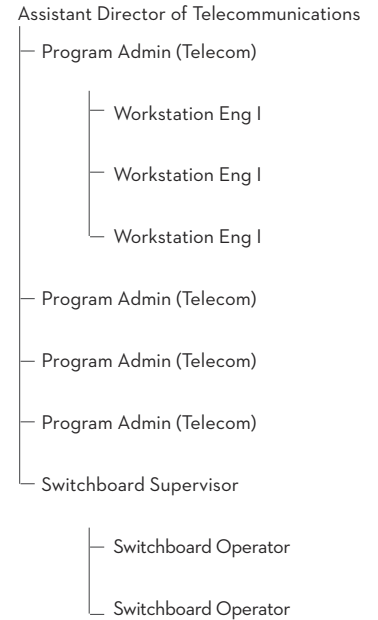 Assistant Director of Telecommunications
Program Admin (Telecom)
Workstation Eng I
Workstation Eng I
Workstation Eng I
Program Admin (Telecom)
Program Admin (Telecom)
Program Admin (Telecom)
Switchboard Supervisor
Switchboard Operator
Switchboard Operator